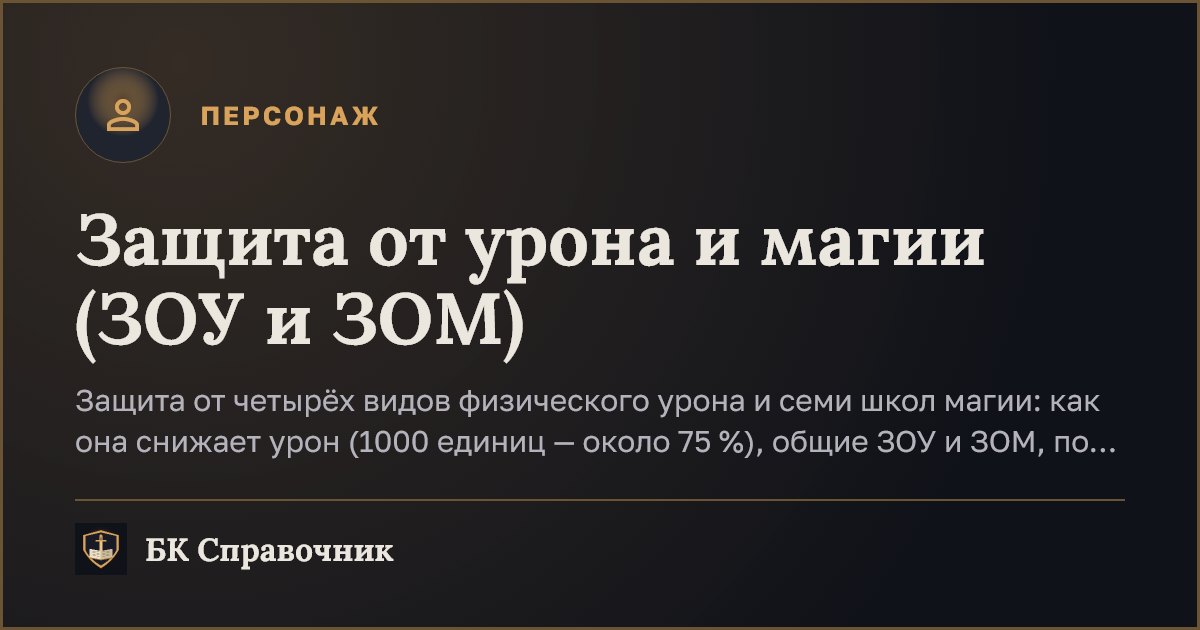 ПЕРСОНАЖ
Защита от урона и магии
(ЗОУ и ЗОМ)
Защита от четырёх видов физического урона и семи школ магии: как
она снижает урон (1000 единиц — около 75 %), общие ЗОУ и ЗОМ, по…
БК Справочник